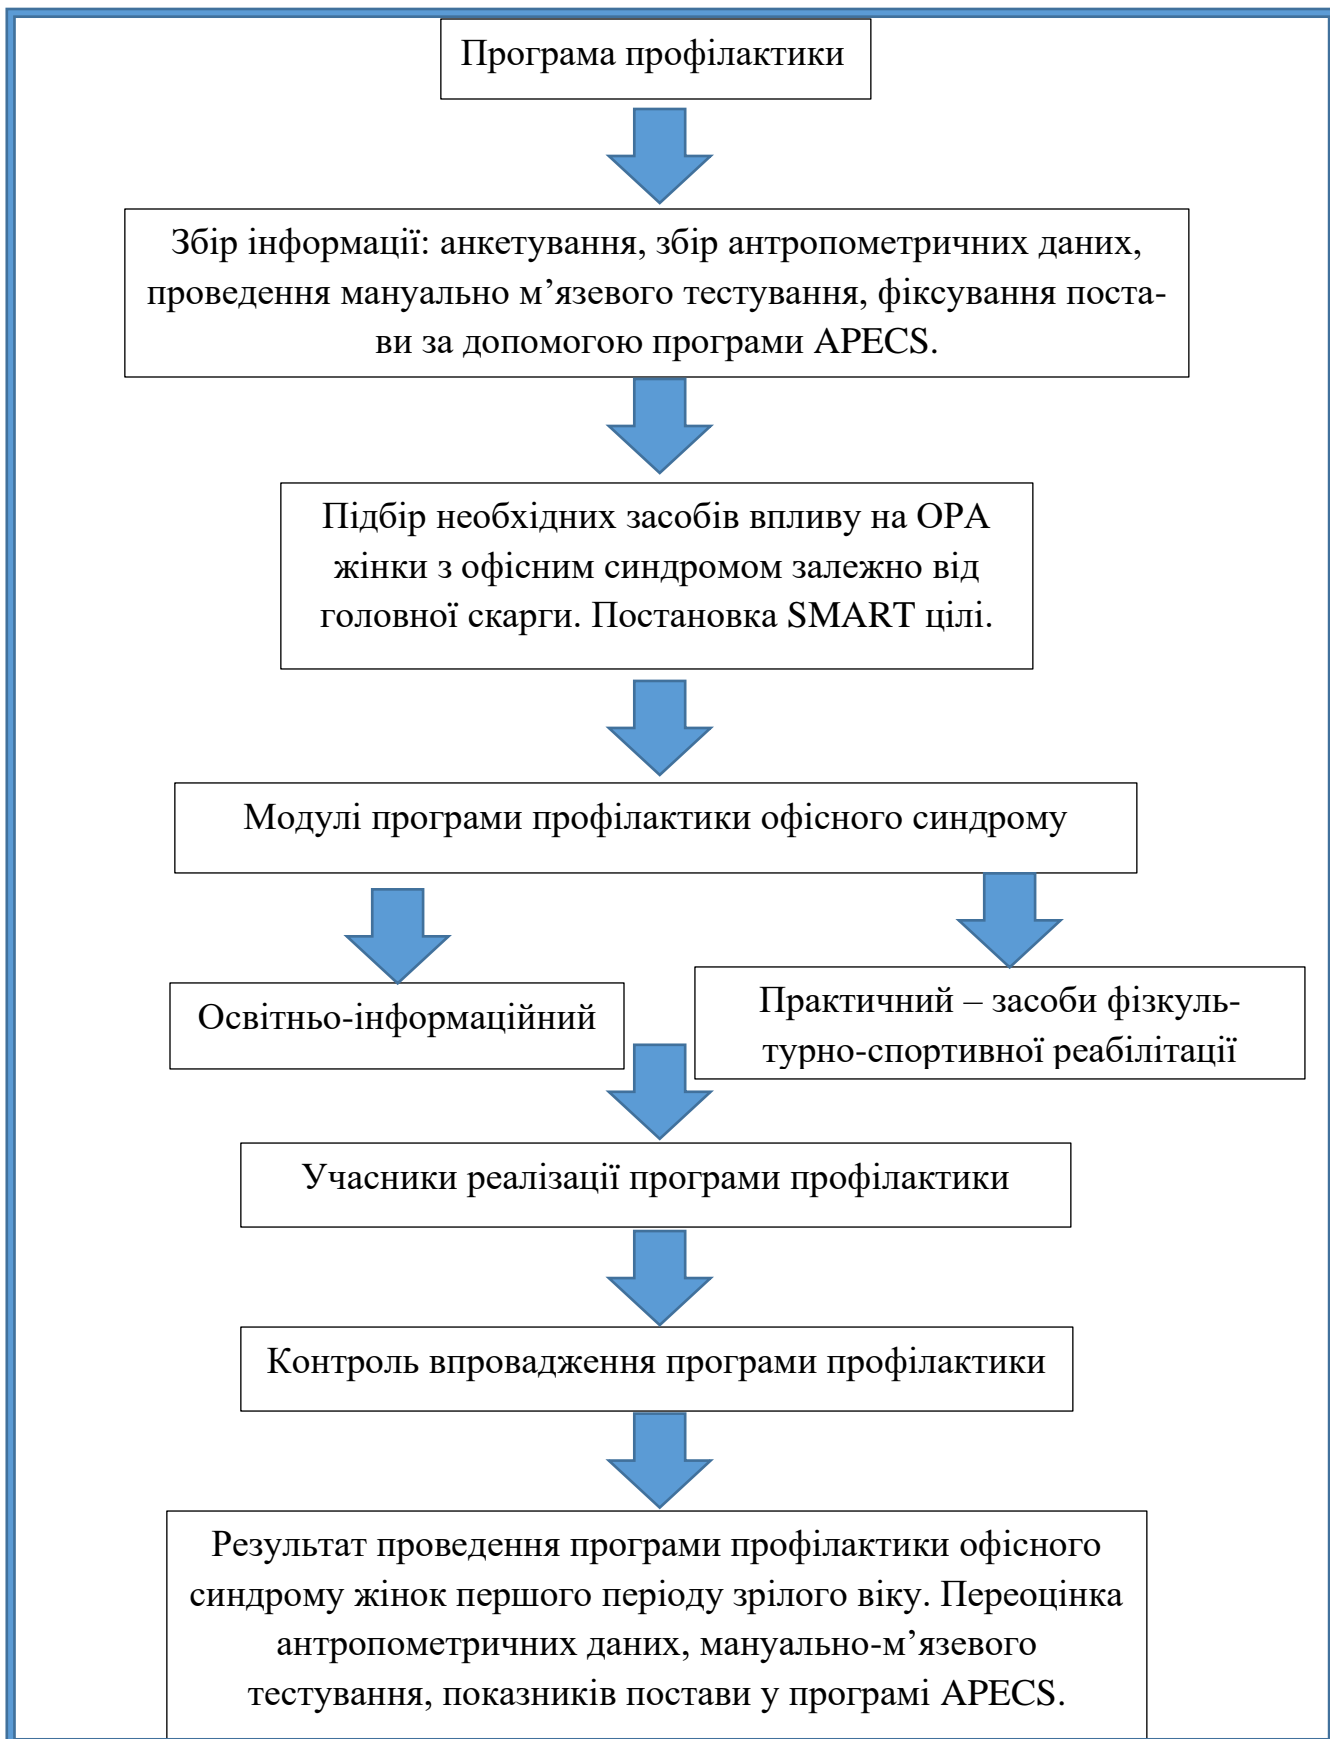 Програма профілактики
Збір інформації: анкетування, збір антропометричних даних,
проведення мануально м’язевого тестування, фіксування поста-
ви за допомогою програми APECS.
Підбір необхідних засобів впливу на ОРА
жінки з офісним синдромом залежно від
головної скарги. Постановка SMART цілі.
Модулі програми профілактики офісного синдрому
Освітньо-інформаційний
Практичний – засоби фізкуль-
турно-спортивної реабілітації
Учасники реалізації програми профілактики
Контроль впровадження програми профілактики
Результат проведення програми профілактики офісного
синдрому жінок першого періоду зрілого віку. Переоцінка
антропометричних даних, мануально-м’язевого
тестування, показників постави у програмі APECS.